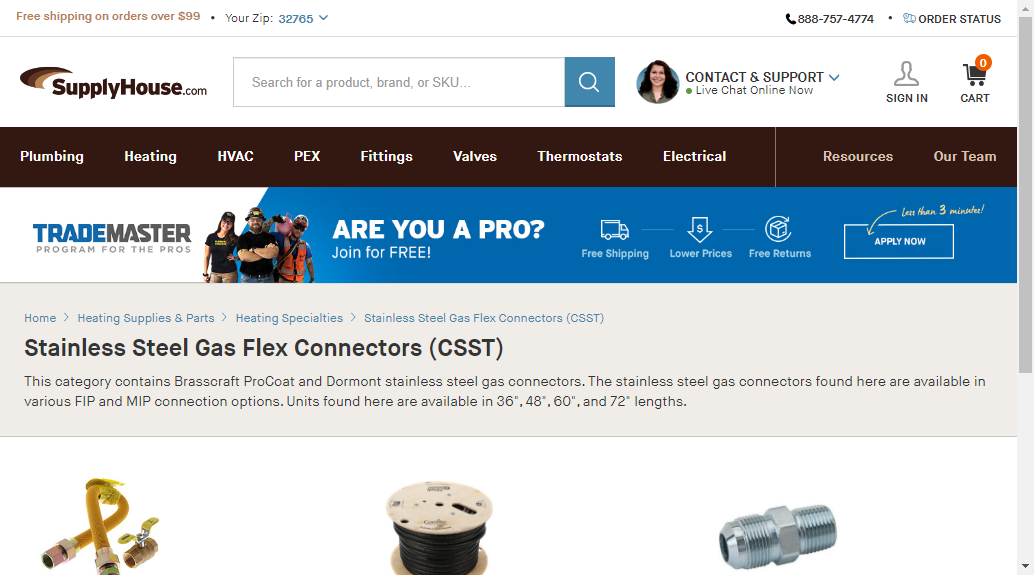 Free shipping on orders over $99 • Your Zip: 32765
888-757-4774 • ORDER STATUS
SupplyHouse.com
Search for a product, brand, or SKU...
CONTACT & SUPPORT
Live Chat Online Now
SIGN IN
0
CART
Plumbing Heating HVAC PEX Fittings Valves Thermostats Electrical Resources Our Team
TRADEMASTER
PROGRAM FOR THE PROS
ARE YOU A PRO?
Join for FREE!
Free Shipping
$
Lower Prices
Free Returns
Less than 3 minutes!
APPLY NOW
Home > Heating Supplies & Parts > Heating Specialties > Stainless Steel Gas Flex Connectors (CSST)
Stainless Steel Gas Flex Connectors (CSST)
This category contains Brasscraft ProCoat and Dormont stainless steel gas connectors. The stainless steel gas connectors found here are available in
various FIP and MIP connection options. Units found here are available in 36", 48", 60", and 72" lengths.